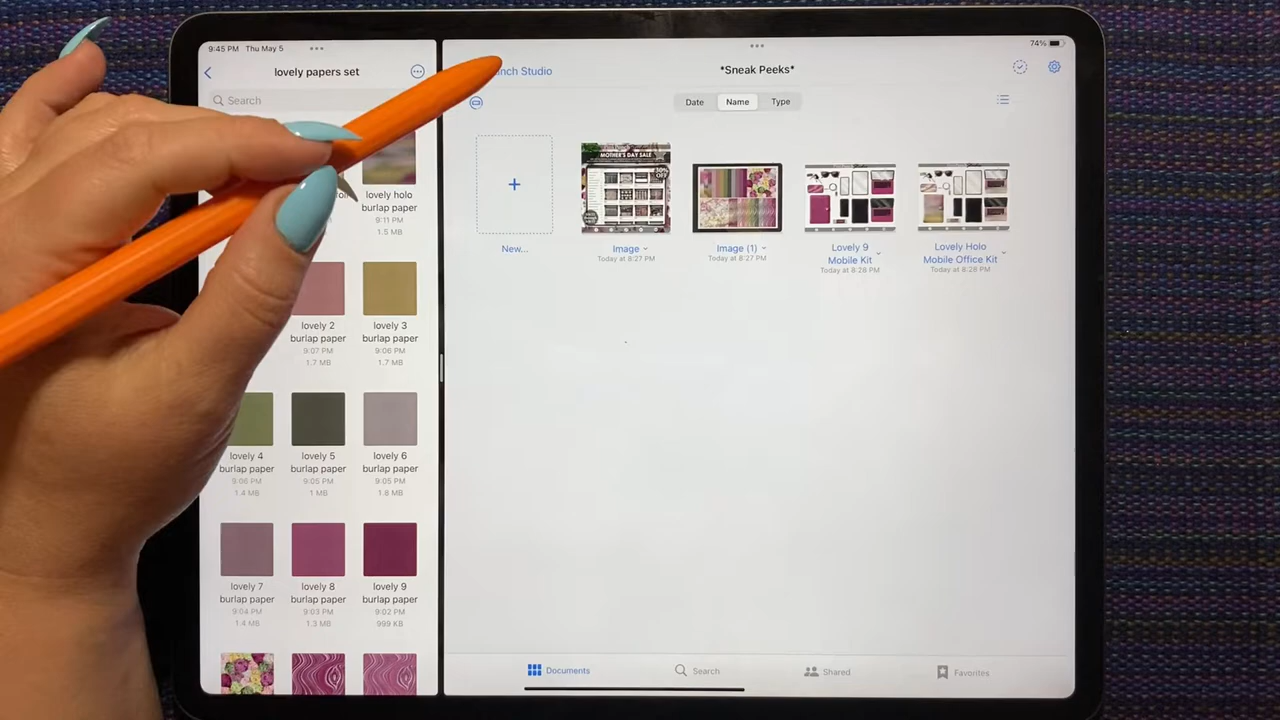 9:45 PM Thu May 5
lovely papers set
Search
lovely holo
burlap paper
9:11 PM
1.5 MB
lovely 2
burlap paper
9:07 PM
1.7 MB
lovely 3
burlap paper
9:06 PM
1.7 MB
lovely 4
burlap paper
9:06 PM
1.4 MB
lovely 5
burlap paper
9:05 PM
1 MB
lovely 6
burlap paper
9:05 PM
1.8 MB
lovely 7
burlap paper
9:04 PM
1.4 MB
lovely 8
burlap paper
9:03 PM
1.3 MB
lovely 9
burlap paper
9:02 PM
999 KB
74%
Studio
*Sneak Peeks*
Date
Name
Type
New...
MOTHER'S DAY SALE
30% OFF
Image
Today at 8:27 PM
Image (1)
Today at 8:27 PM
Lovely 9
Mobile Kit
Today at 8:28 PM
Lovely Holo
Mobile Office Kit
Today at 8:28 PM
Documents
Search
Shared
Favorites